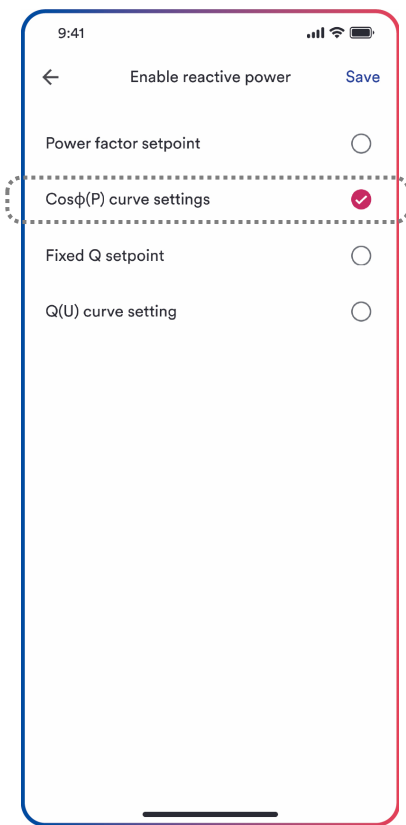 9:41
Enable reactive power Save
Power factor setpoint
Cosϕ(P) curve settings
Fixed Q setpoint
Q(U) curve setting